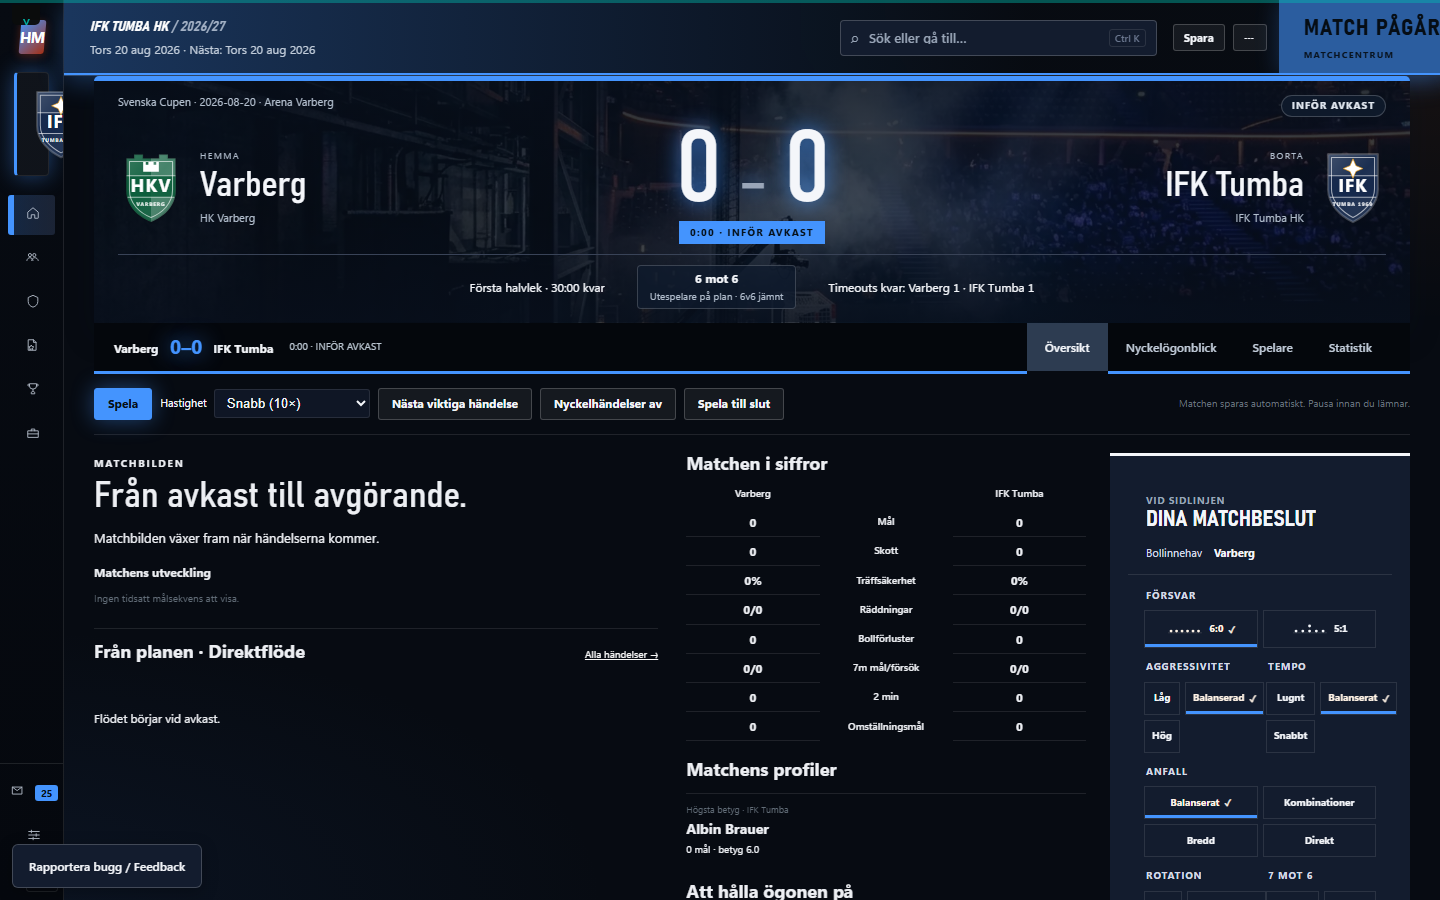 HM
IFK TUMBA HK / 2026/27
Tors 20 aug 2026 · Nästa: Tors 20 aug 2026
Sök eller gå till...
Ctrl K
Spara
MATCH PÅGÅR
MATCHCENTRUM
Svenska Cupen · 2026-08-20 · Arena Varberg
INFÖR AVKAST
HKV
VARBERG
HEMMA
Varberg
HK Varberg
0 – 0
0:00 · INFÖR AVKAST
BORTA
IFK Tumba
IFK Tumba HK
IFK
TUMBA 1968
Första halvlek · 30:00 kvar
6 mot 6
Utespelare på plan · 6v6 jämnt
Timeouts kvar: Varberg 1 · IFK Tumba 1
Varberg 0–0 IFK Tumba 0:00 · INFÖR AVKAST
Översikt
Nyckelögonblick
Spelare
Statistik
Spela
Hastighet
Snabb (10×)
Nästa viktiga händelse
Nyckelhändelser av
Spela till slut
Matchen sparas automatiskt. Pausa innan du lämnar.
MATCHBILDEN
Från avkast till avgörande.
Matchbilden växer fram när händelserna kommer.
Matchens utveckling
Ingen tidsatt målsekvens att visa.
Från planen · Direktflöde
Alla händelser →
Flödet börjar vid avkast.
Matchen i siffror
Varberg IFK Tumba
0 Mål 0
0 Skott 0
0% Träffsäkerhet 0%
0/0 Räddningar 0/0
0 Bollförluster 0
0/0 7m mål/försök 0/0
0 2 min 0
0 Omställningsmål 0
Matchens profiler
Högsta betyg · IFK Tumba
Albin Brauer
0 mål · betyg 6.0
Att hålla ögonen på
VID SIDLINJEN
DINA MATCHBESLUT
Bollinnehav Varberg
FÖRSVAR
6:0 ✓
5:1
AGGRESSIVITET
Låg
Balanserad ✓
Hög
TEMPO
Lugnt
Balanserat ✓
Snabbt
ANFALL
Balanserat ✓
Kombinationer
Bredd
Direkt
ROTATION
7 MOT 6
25
Rapportera bugg / Feedback